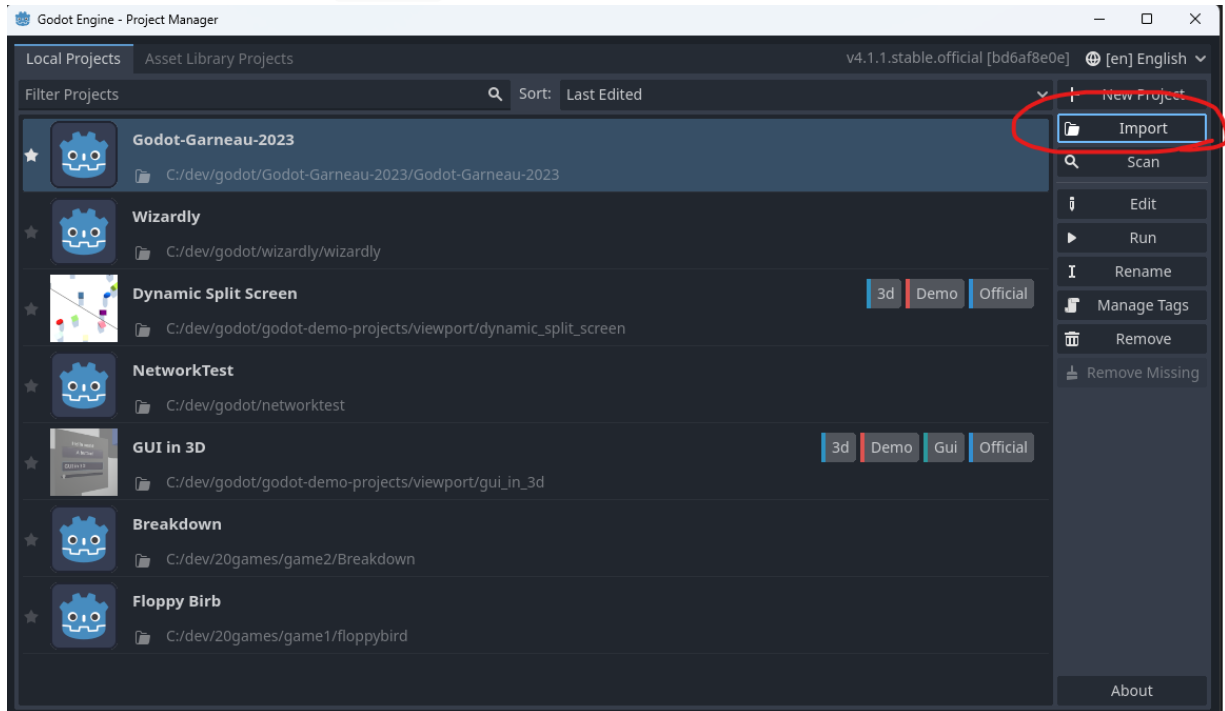 Godot Engine - Project Manager
Local Projects Asset Library Projects v4.1.1.stable.official [bd6af8e0e] [en] English
Filter Projects Sort: Last Edited New Project
Import
Scan
Edit
Run
Rename
Manage Tags
Remove
Remove Missing
About
Godot-Garneau-2023
C:/dev/godot/Godot-Garneau-2023/Godot-Garneau-2023
Wizardly
C:/dev/godot/wizardly/wizardly
Dynamic Split Screen 3d Demo Official
C:/dev/godot/godot-demo-projects/viewport/dynamic_split_screen
NetworkTest
C:/dev/godot/networktest
GUI in 3D 3d Demo Gui Official
C:/dev/godot/godot-demo-projects/viewport/gui_in_3d
Breakdown
C:/dev/20games/game2/Breakdown
Floppy Birb
C:/dev/20games/game1/floppybird